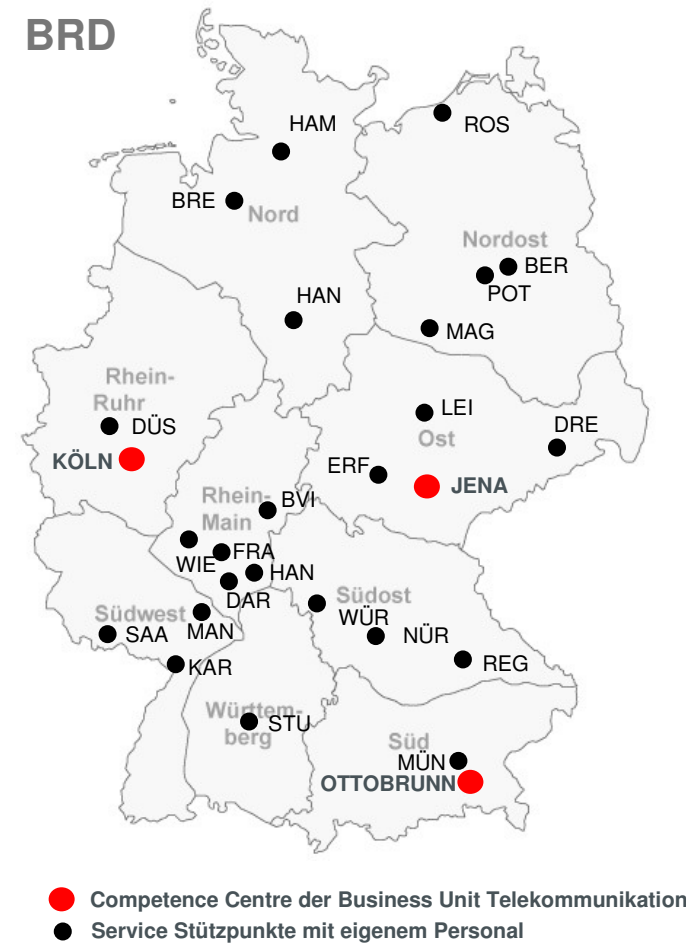 BRD
HAM
ROS
BRE
Nord
Nordost
BER
POT
HAN
MAG
Rhein-
Ruhr
DÜS
KÖLN
LEI
Ost
DRE
ERF
JENA
Rhein-
Main
BVI
WIE
FRA
HAN
DAR
Südwest
MAN
SAA
KAR
Südost
WÜR
NÜR
REG
Württem-
berg
STU
Süd
MÜN
OTTOBRUNN
Competence Centre der Business Unit Telekommunikation
Service Stützpunkte mit eigenem Personal